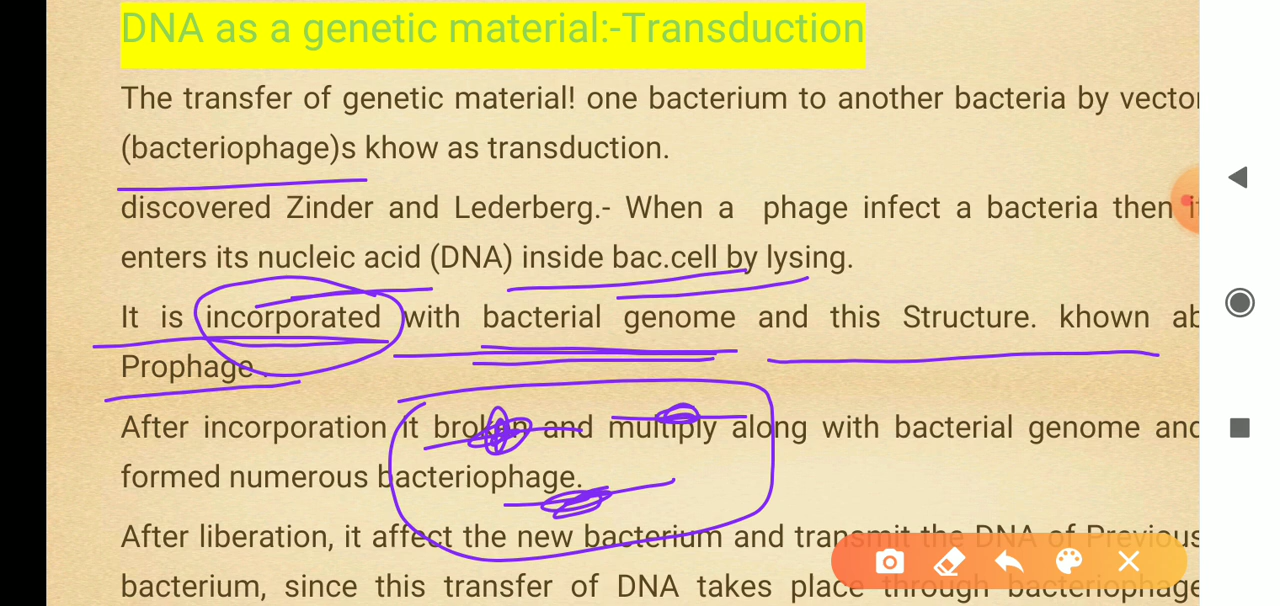 DNA as a genetic material:-Transduction
The transfer of genetic material! one bacterium to another bacteria by vector
(bacteriophage)s khow as transduction.
discovered Zinder and Lederberg.- When a phage infect a bacteria then it
enters its nucleic acid (DNA) inside bac.cell by lysing.
It is incorporated with bacterial genome and this Structure. khown ab
Prophage .
After incorporation it broken and multiply along with bacterial genome and
formed numerous bacteriophage.
After liberation, it affect the new bacterium and transmit the DNA of Previous
bacterium, since this transfer of DNA takes place through bacteriophage